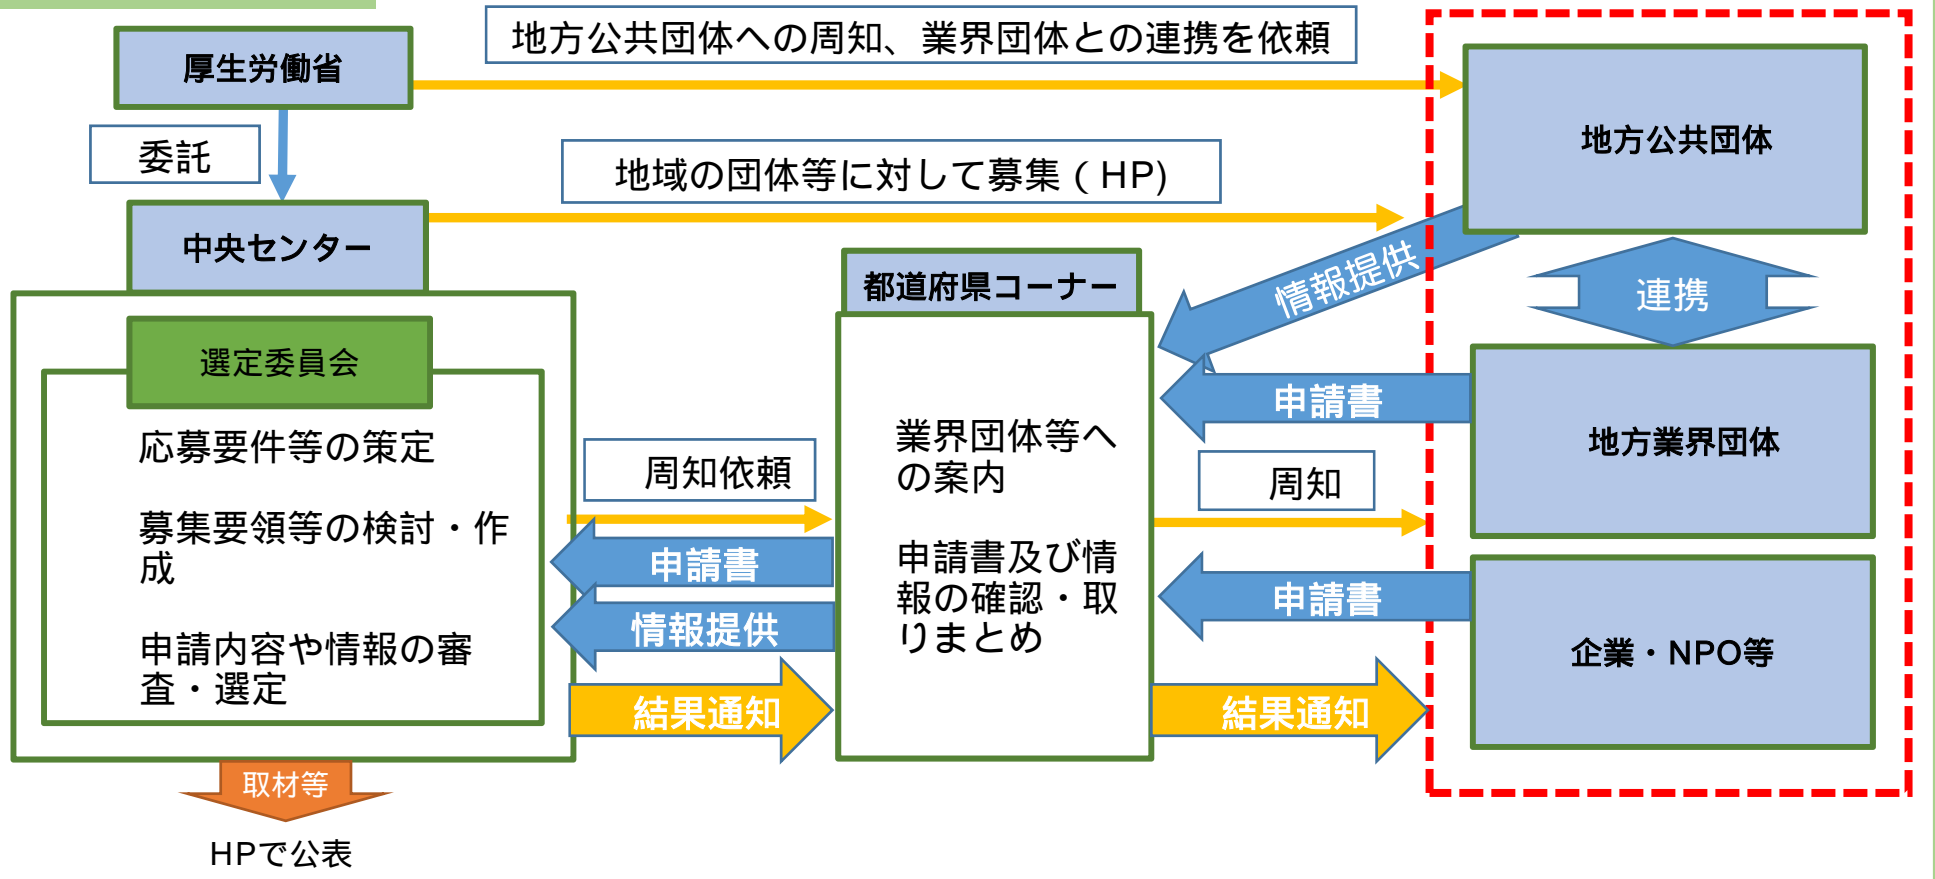 地方公共団体への周知、業界団体との連携を依頼
厚生労働省
委託
地域の団体等に対して募集（HP)
地方公共団体
中央センター
都道府県コーナー
情報提供
連携
選定委員会
申請書
応募要件等の策定
募集要領等の検討・作
成
申請内容や情報の審
査・選定
周知依頼
業界団体等へ
の案内
申請書及び情
報の確認・取
りまとめ
周知
地方業界団体
申請書
情報提供
申請書
企業・NPO等
結果通知
結果通知
取材等
HPで公表